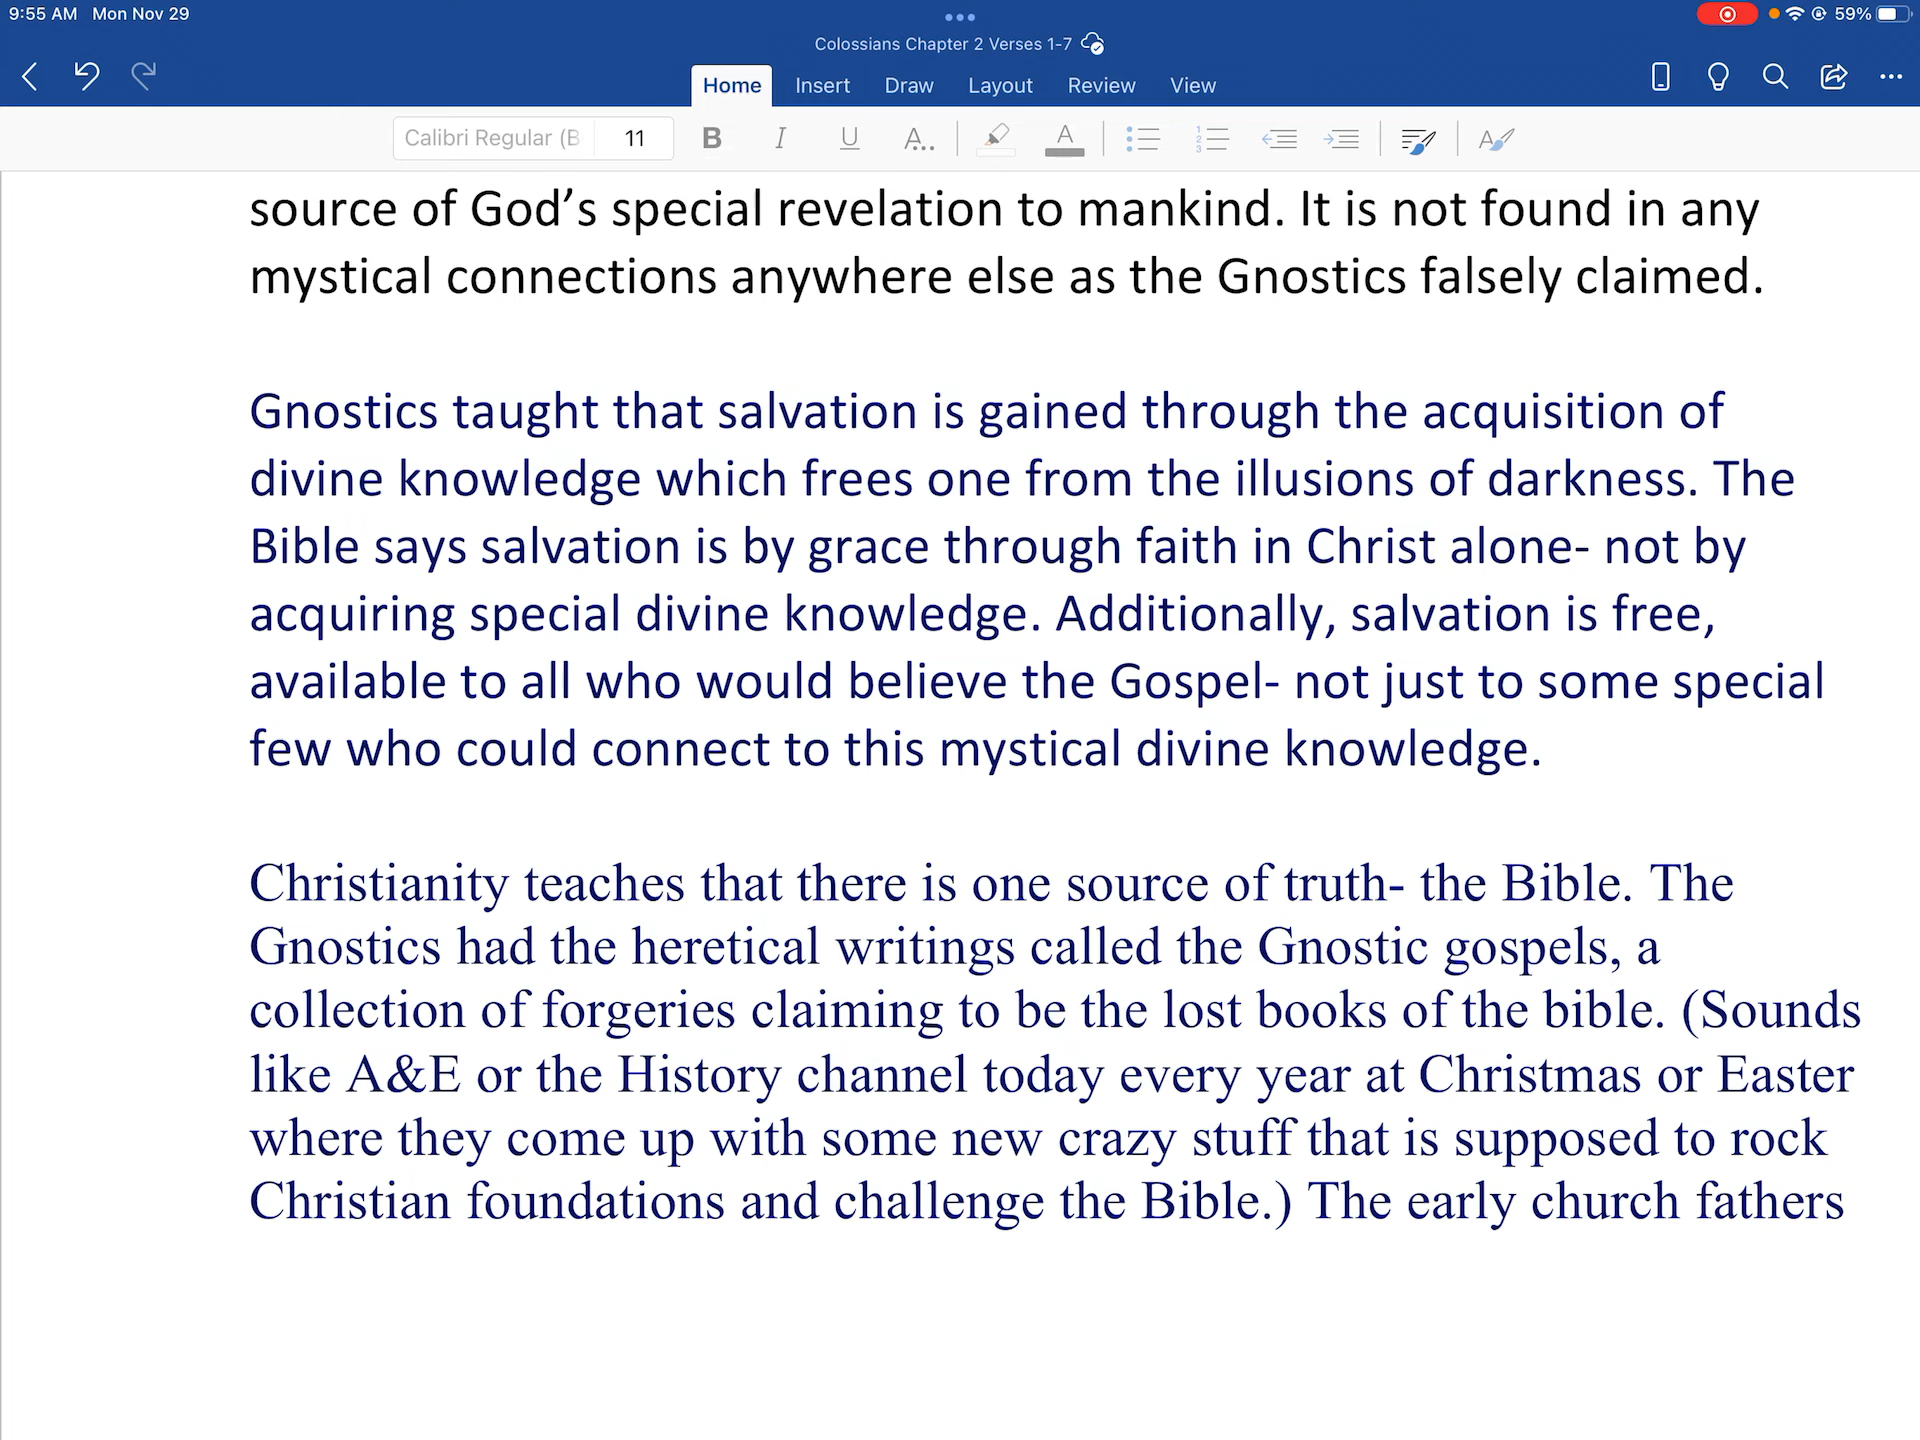 9:55 AM Mon Nov 29
59%
Colossians Chapter 2 Verses 1-7
Home Insert Draw Layout Review View
Calibri Regular (B 11 B I U A.. A A
source of God’s special revelation to mankind. It is not found in any
mystical connections anywhere else as the Gnostics falsely claimed.
Gnostics taught that salvation is gained through the acquisition of
divine knowledge which frees one from the illusions of darkness. The
Bible says salvation is by grace through faith in Christ alone- not by
acquiring special divine knowledge. Additionally, salvation is free,
available to all who would believe the Gospel- not just to some special
few who could connect to this mystical divine knowledge.
Christianity teaches that there is one source of truth- the Bible. The
Gnostics had the heretical writings called the Gnostic gospels, a
collection of forgeries claiming to be the lost books of the bible. (Sounds
like A&E or the History channel today every year at Christmas or Easter
where they come up with some new crazy stuff that is supposed to rock
Christian foundations and challenge the Bible.) The early church fathers